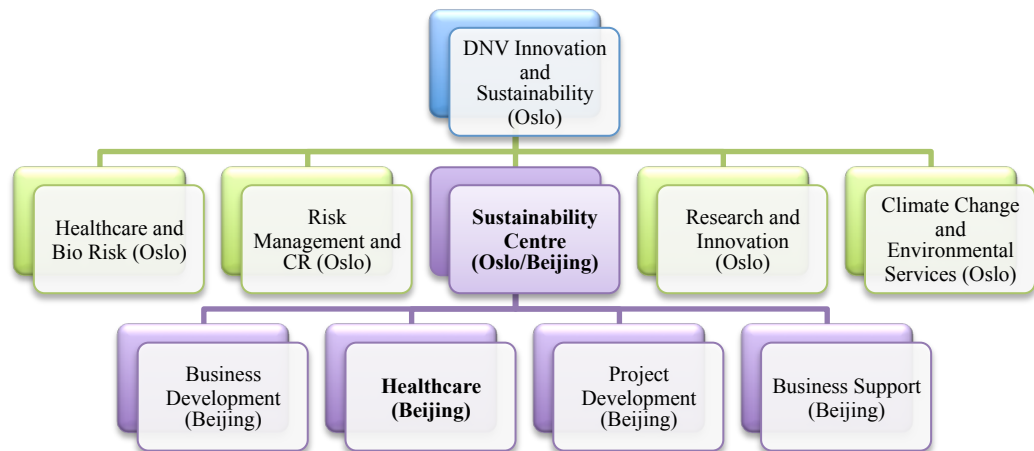 DNV Innovation
and
Sustainability
(Oslo)
Healthcare and
Bio Risk (Oslo)
Risk
Management and
CR (Oslo)
Sustainability
Centre
(Oslo/Beijing)
Research and
Innovation
(Oslo)
Climate Change
and
Environmental
Services (Oslo)
Business
Development
(Beijing)
Healthcare
(Beijing)
Project
Development
(Beijing)
Business Support
(Beijing)